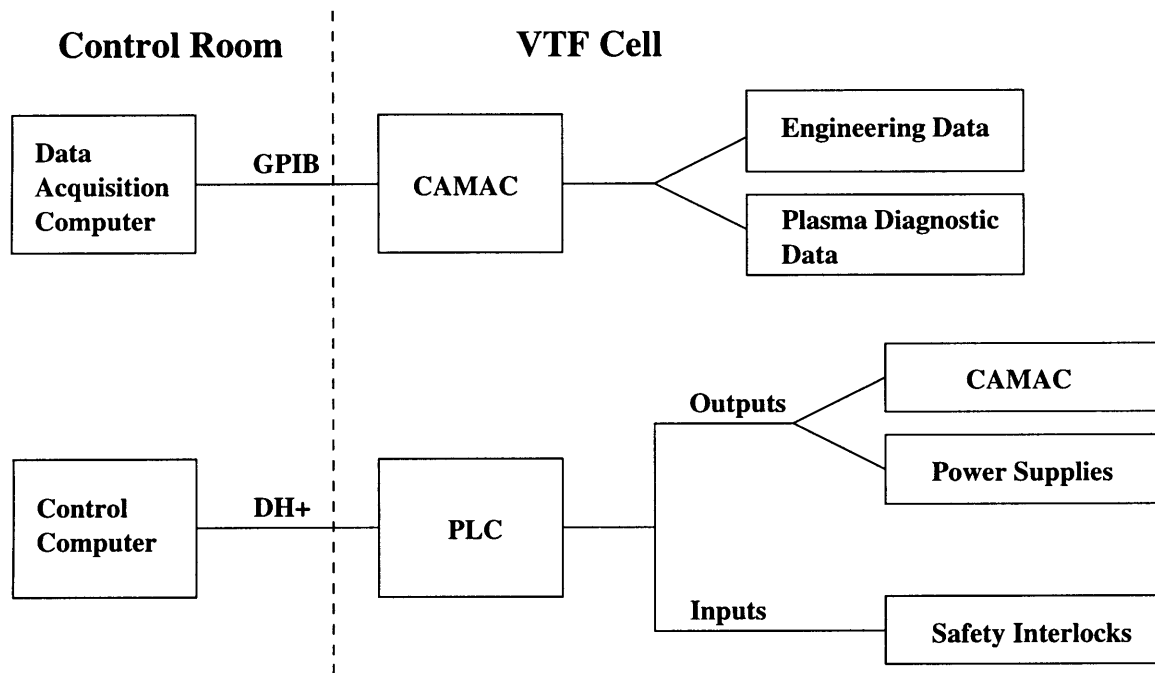 Control Room
VTF Cell
Data
Acquisition
Computer
GPIB
CAMAC
Engineering Data
Plasma Diagnostic
Data
Control
Computer
DH+
PLC
Outputs
CAMAC
Power Supplies
Inputs
Safety Interlocks